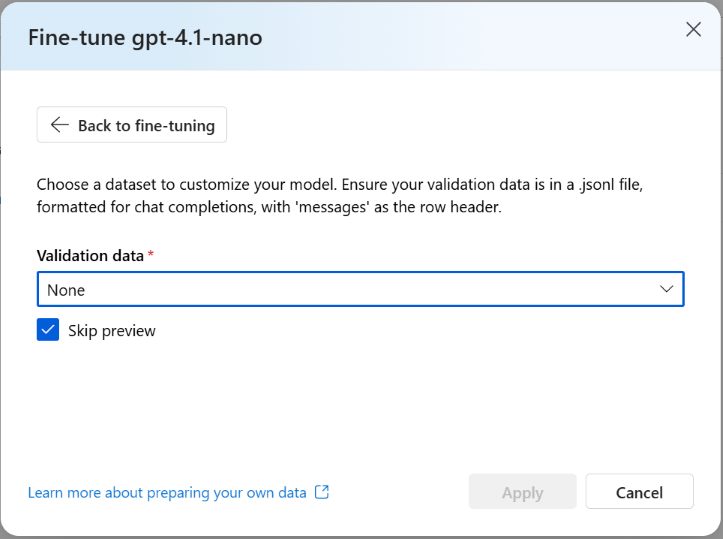 Fine-tune gpt-4.1-nano
Back to fine-tuning
Choose a dataset to customize your model. Ensure your validation data is in a .jsonl file,
formatted for chat completions, with 'messages' as the row header.
Validation data *
None
Skip preview
Learn more about preparing your own data
Apply
Cancel